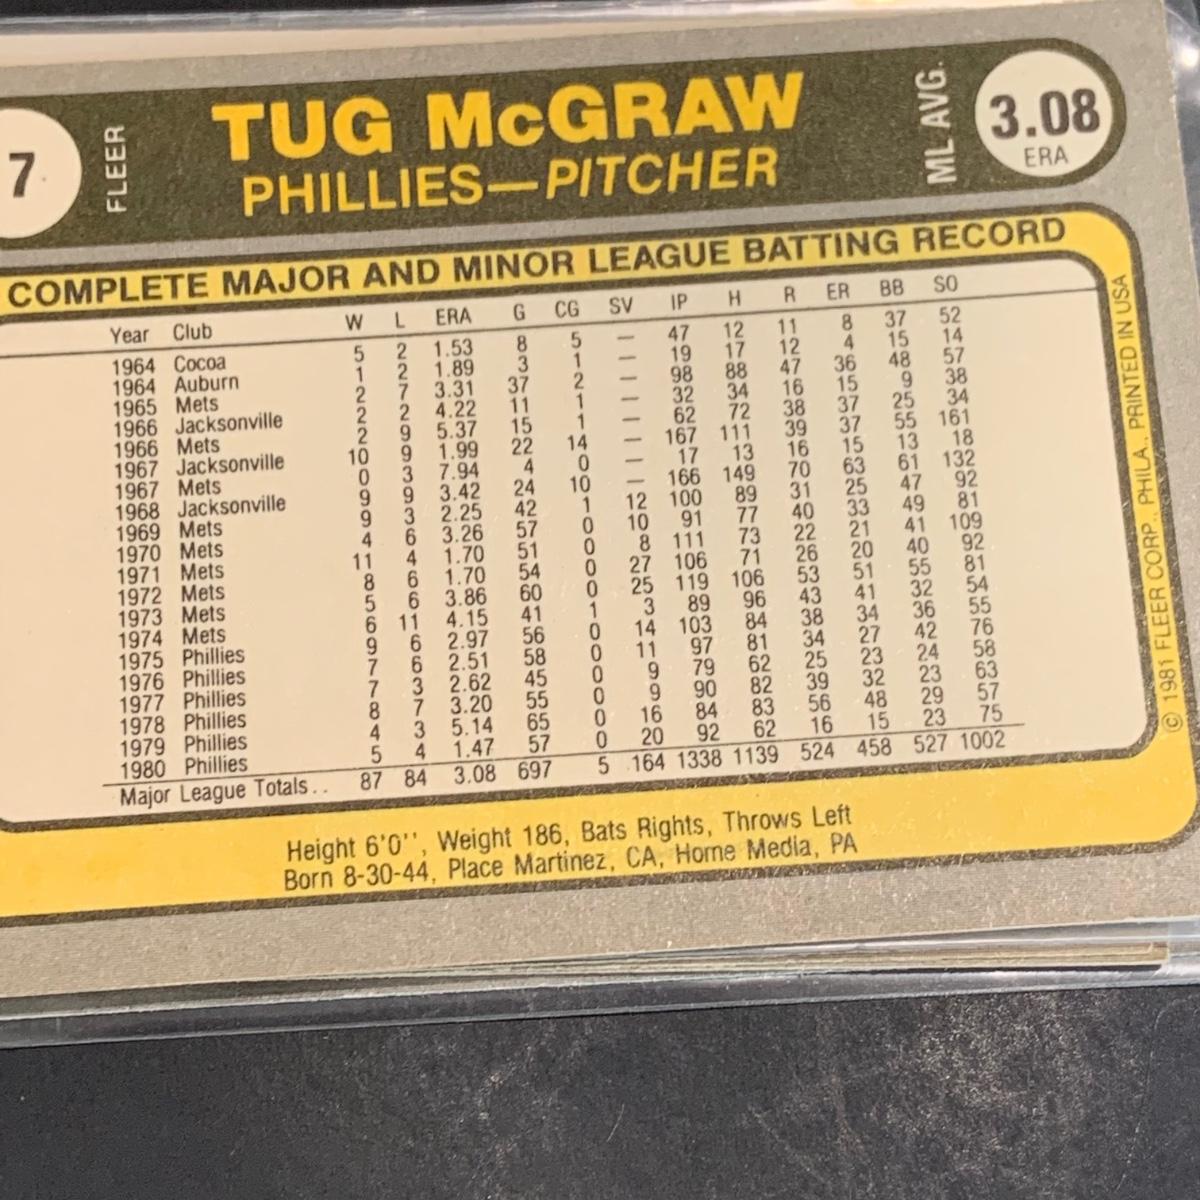 7
FLEER
TUG McGRAW
PHILLIES—PITCHER
ML AVG.
3.08
ERA
COMPLETE MAJOR AND MINOR LEAGUE BATTING RECORD
Year Club W L ERA G CG SV IP H R ER BB SO
1964 Cocoa 5 2 1.53 8 5 — 47 12 11 8 37 52
1964 Auburn 1 2 1.89 3 1 — 19 17 12 4 15 14
1965 Mets 2 7 3.31 37 2 — 98 88 47 36 48 57
1966 Jacksonville 2 2 4.22 11 1 — 32 34 16 15 9 38
1966 Mets 2 9 5.37 15 1 — 62 72 38 37 25 34
1967 Jacksonville 10 9 1.99 22 14 — 167 111 39 37 55 161
1967 Mets 0 3 7.94 4 0 — 17 13 16 15 13 18
1968 Jacksonville 9 9 3.42 24 10 — 166 149 70 63 61 132
1969 Mets 9 3 2.25 42 1 12 100 89 31 25 47 92
1970 Mets 4 6 3.26 57 0 10 91 77 40 33 49 81
1971 Mets 11 4 1.70 51 0 8 111 73 22 21 41 109
1972 Mets 8 6 1.70 54 0 27 106 71 26 20 40 92
1973 Mets 5 6 3.86 60 0 25 119 106 53 51 55 81
1974 Mets 6 11 4.15 41 1 3 89 96 43 41 32 54
1975 Phillies 9 6 2.97 56 0 14 103 84 38 34 36 55
1976 Phillies 7 6 2.51 58 0 11 97 81 34 27 42 76
1977 Phillies 7 3 2.62 45 0 9 79 62 25 23 24 58
1978 Phillies 8 7 3.20 55 0 9 90 82 39 32 23 63
1979 Phillies 4 3 5.14 65 0 16 84 83 56 48 29 57
1980 Phillies 5 4 1.47 57 0 20 92 62 16 15 23 75
Major League Totals.. 87 84 3.08 697 5 164 1338 1139 524 458 527 1002
Height 6'0'', Weight 186, Bats Rights, Throws Left
Born 8-30-44, Place Martinez, CA, Home Media, PA
© 1981 FLEER CORP., PHILA., PRINTED IN USA